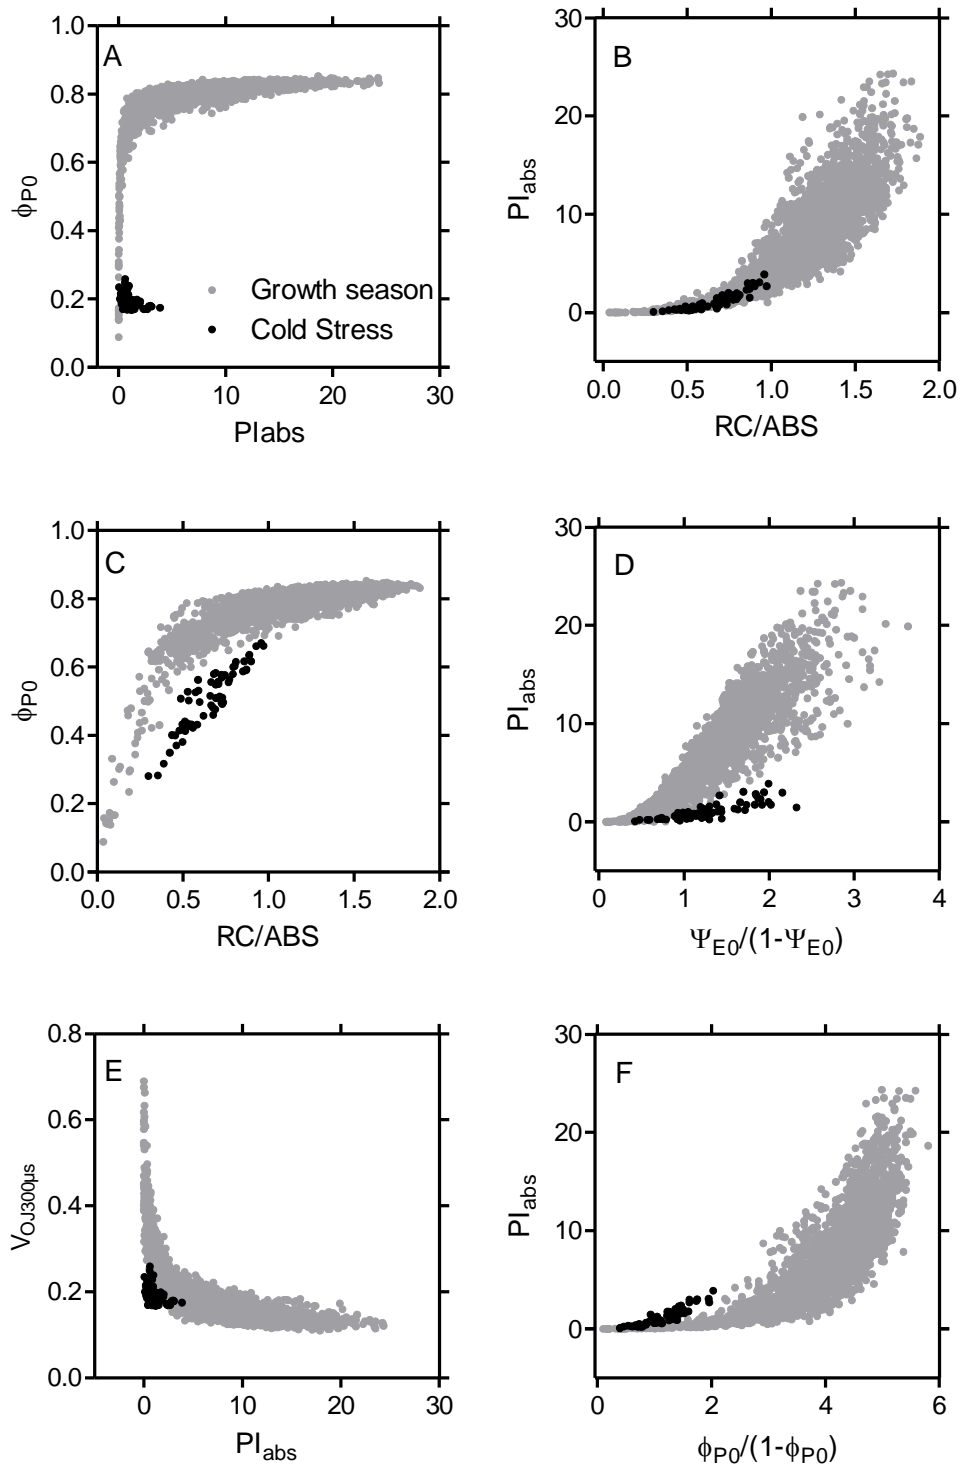 A
1.0
0.8
0.6
0.4
0.2
0.0
ϕP0
Growth season
Cold Stress
0 10 20 30
PIabs
B
30
20
10
0
PIabs
0.0 0.5 1.0 1.5 2.0
RC/ABS
C
1.0
0.8
0.6
0.4
0.2
0.0
ϕP0
0.0 0.5 1.0 1.5 2.0
RC/ABS
D
30
20
10
0
PIabs
0 1 2 3 4
ΨE0/(1-ΨE0)
E
0.8
0.6
0.4
0.2
0.0
VOJ300µs
0 10 20 30
PIabs
F
30
20
10
0
PIabs
0 2 4 6
ϕP0/(1-ϕP0)